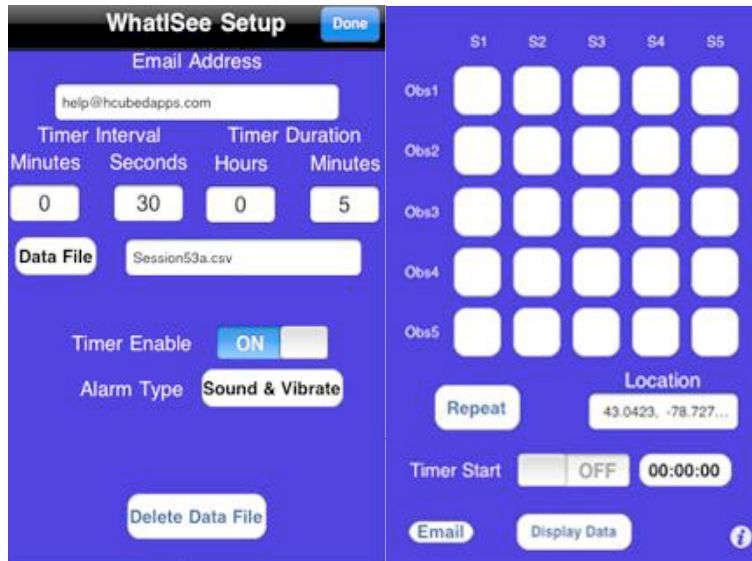 WhatISee Setup Done
Email Address
help@hcubedapps.com
Timer Interval Timer Duration
Minutes Seconds Hours Minutes
0 30 0 5
Data File Session53a.csv
Timer Enable ON
Alarm Type Sound & Vibrate
Delete Data File
S1 S2 S3 S4 S5
Obs1
Obs2
Obs3
Obs4
Obs5
Location
Repeat 43.0423, -78.727...
Timer Start OFF 00:00:00
Email Display Data i